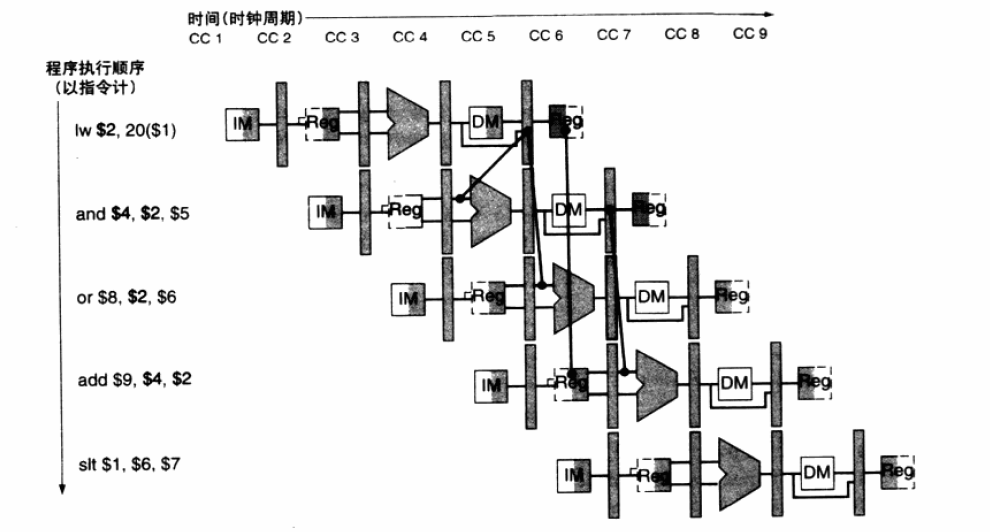 时间(时钟周期)
CC 1 CC 2 CC 3 CC 4 CC 5 CC 6 CC 7 CC 8 CC 9
程序执行顺序
(以指令计)
lw $2, 20($1)
IM Reg DM Reg
and $4, $2, $5
IM Reg DM Reg
or $8, $2, $6
IM Reg DM Reg
add $9, $4, $2
IM Reg DM Reg
slt $1, $6, $7
IM Reg DM Reg